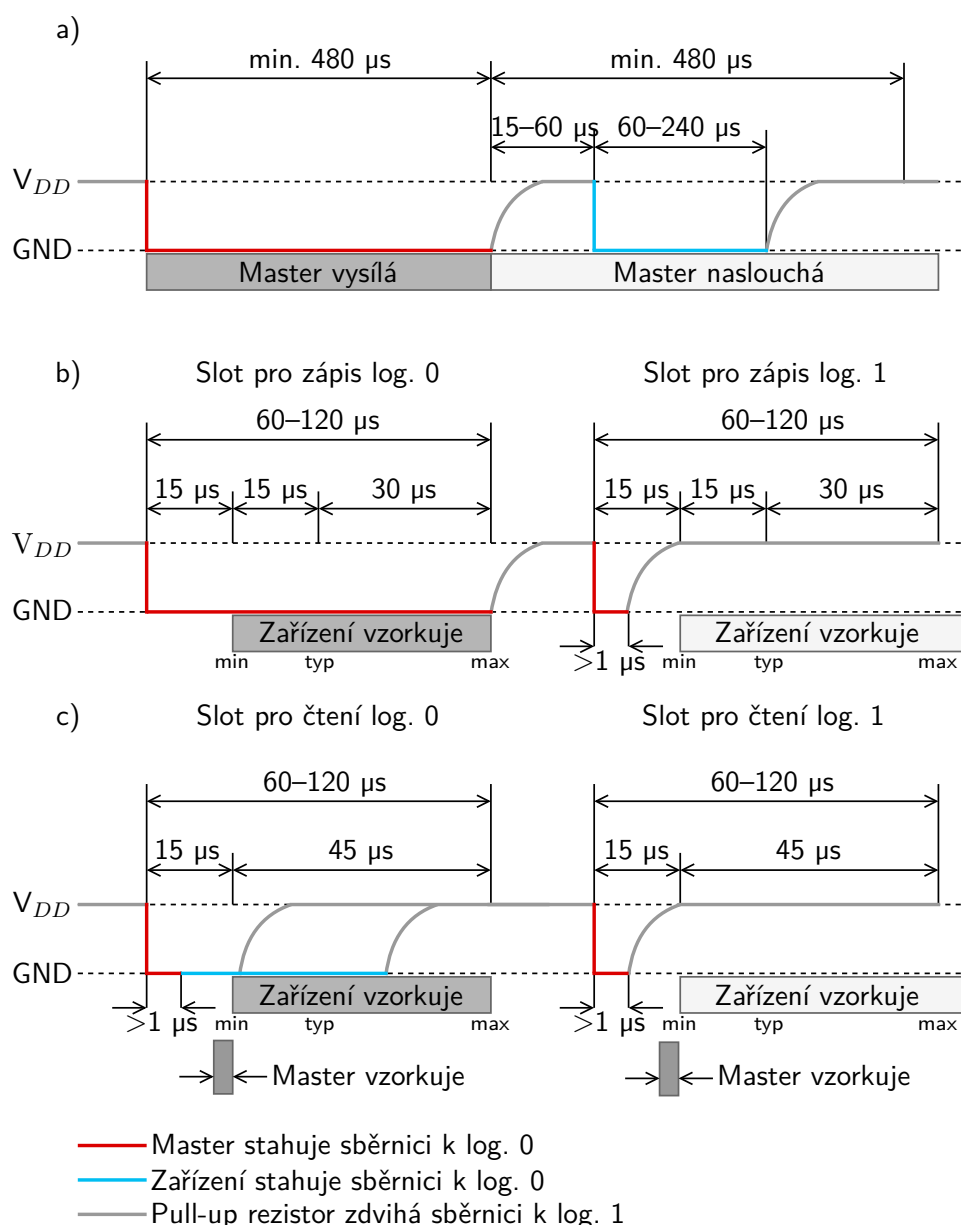 a)
min. 480 µs
min. 480 µs
15–60 µs
60–240 µs
VDD
GND
Master vysílá
Master naslouchá
b)
Slot pro zápis log. 0
Slot pro zápis log. 1
60–120 µs
60–120 µs
15 µs
15 µs
30 µs
15 µs
15 µs
30 µs
VDD
GND
Zařízení vzorkuje
Zařízení vzorkuje
min
typ
max
>1 µs
min
typ
max
c)
Slot pro čtení log. 0
Slot pro čtení log. 1
60–120 µs
60–120 µs
15 µs
45 µs
15 µs
45 µs
VDD
GND
Zařízení vzorkuje
Zařízení vzorkuje
>1 µs
min
typ
max
>1 µs
min
typ
max
Master vzorkuje
Master vzorkuje
Master stahuje sběrnici k log. 0
Zařízení stahuje sběrnici k log. 0
Pull-up rezistor zdvihá sběrnici k log. 1